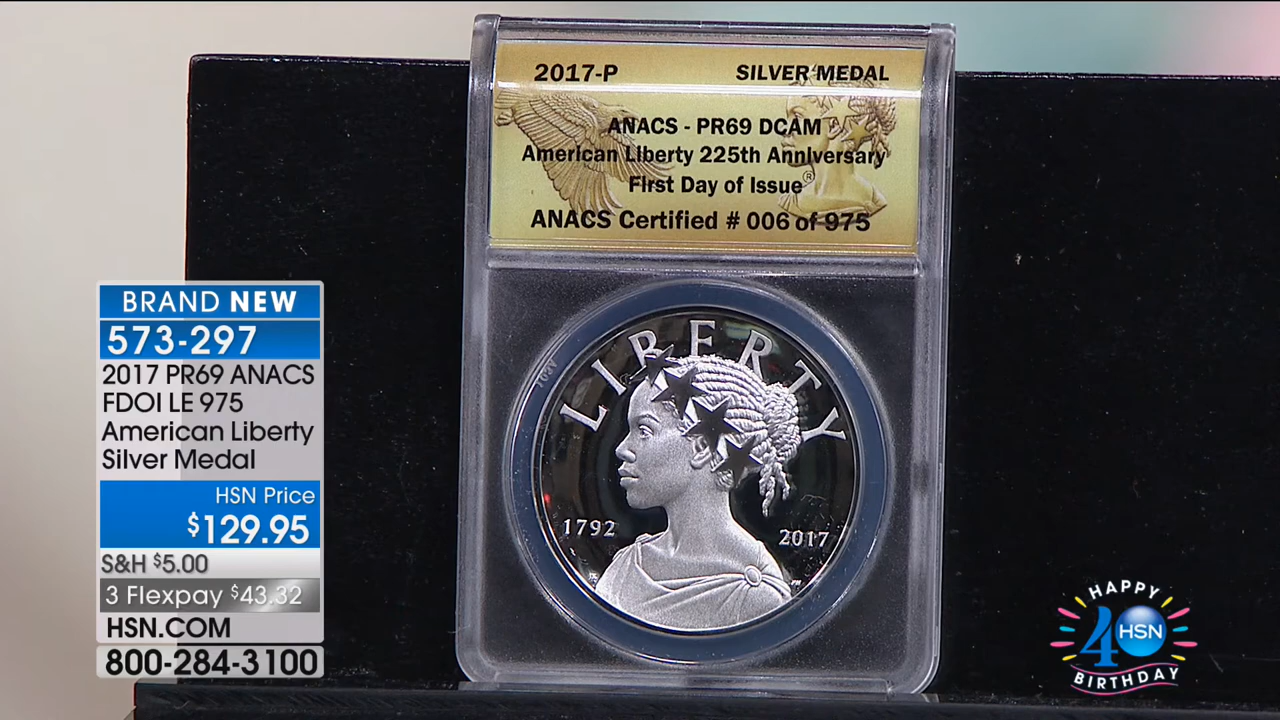 2017-P SILVER MEDAL
ANACS - PR69 DCAM
American Liberty 225th Anniversary
First Day of Issue®
ANACS Certified # 006 of 975
LIBERTY
1792 2017
BRAND NEW
573-297
2017 PR69 ANACS
FDOI LE 975
American Liberty
Silver Medal
HSN Price
$129.95
S&H $5.00
3 Flexpay $43.32
HSN.COM
800-284-3100
HAPPY
40 HSN
BIRTHDAY